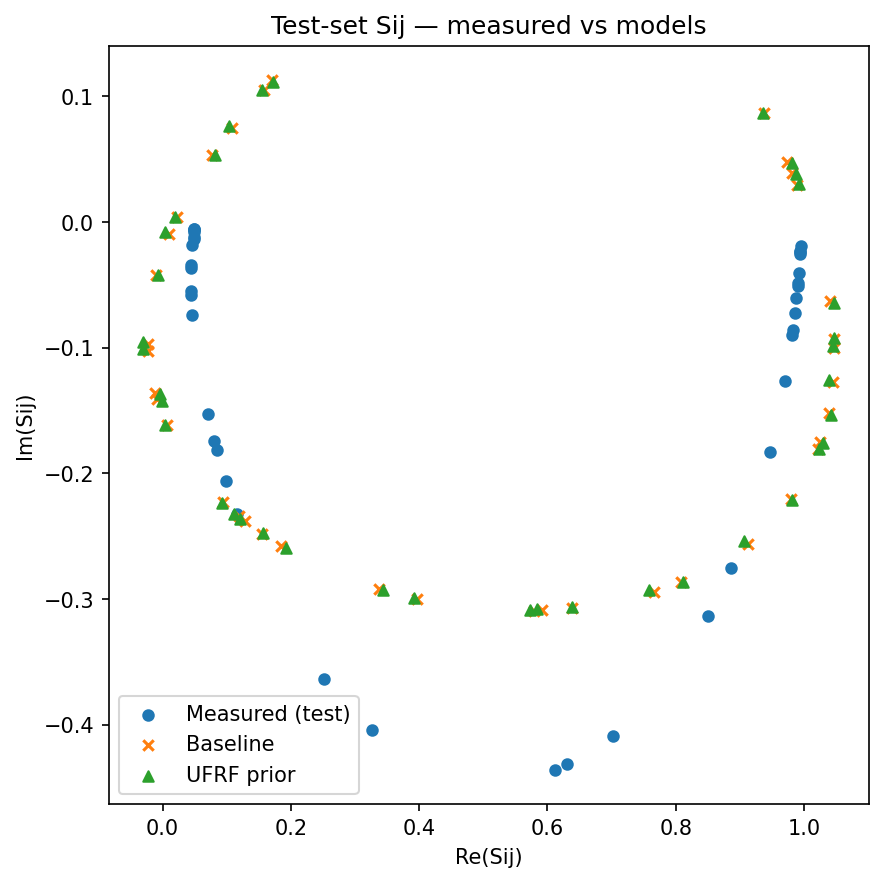 Test-set Sij — measured vs models
0.1
0.0
−0.1
−0.2
−0.3
−0.4
Im(Sij)
Measured (test)
Baseline
UFRF prior
0.0 0.2 0.4 0.6 0.8 1.0
Re(Sij)